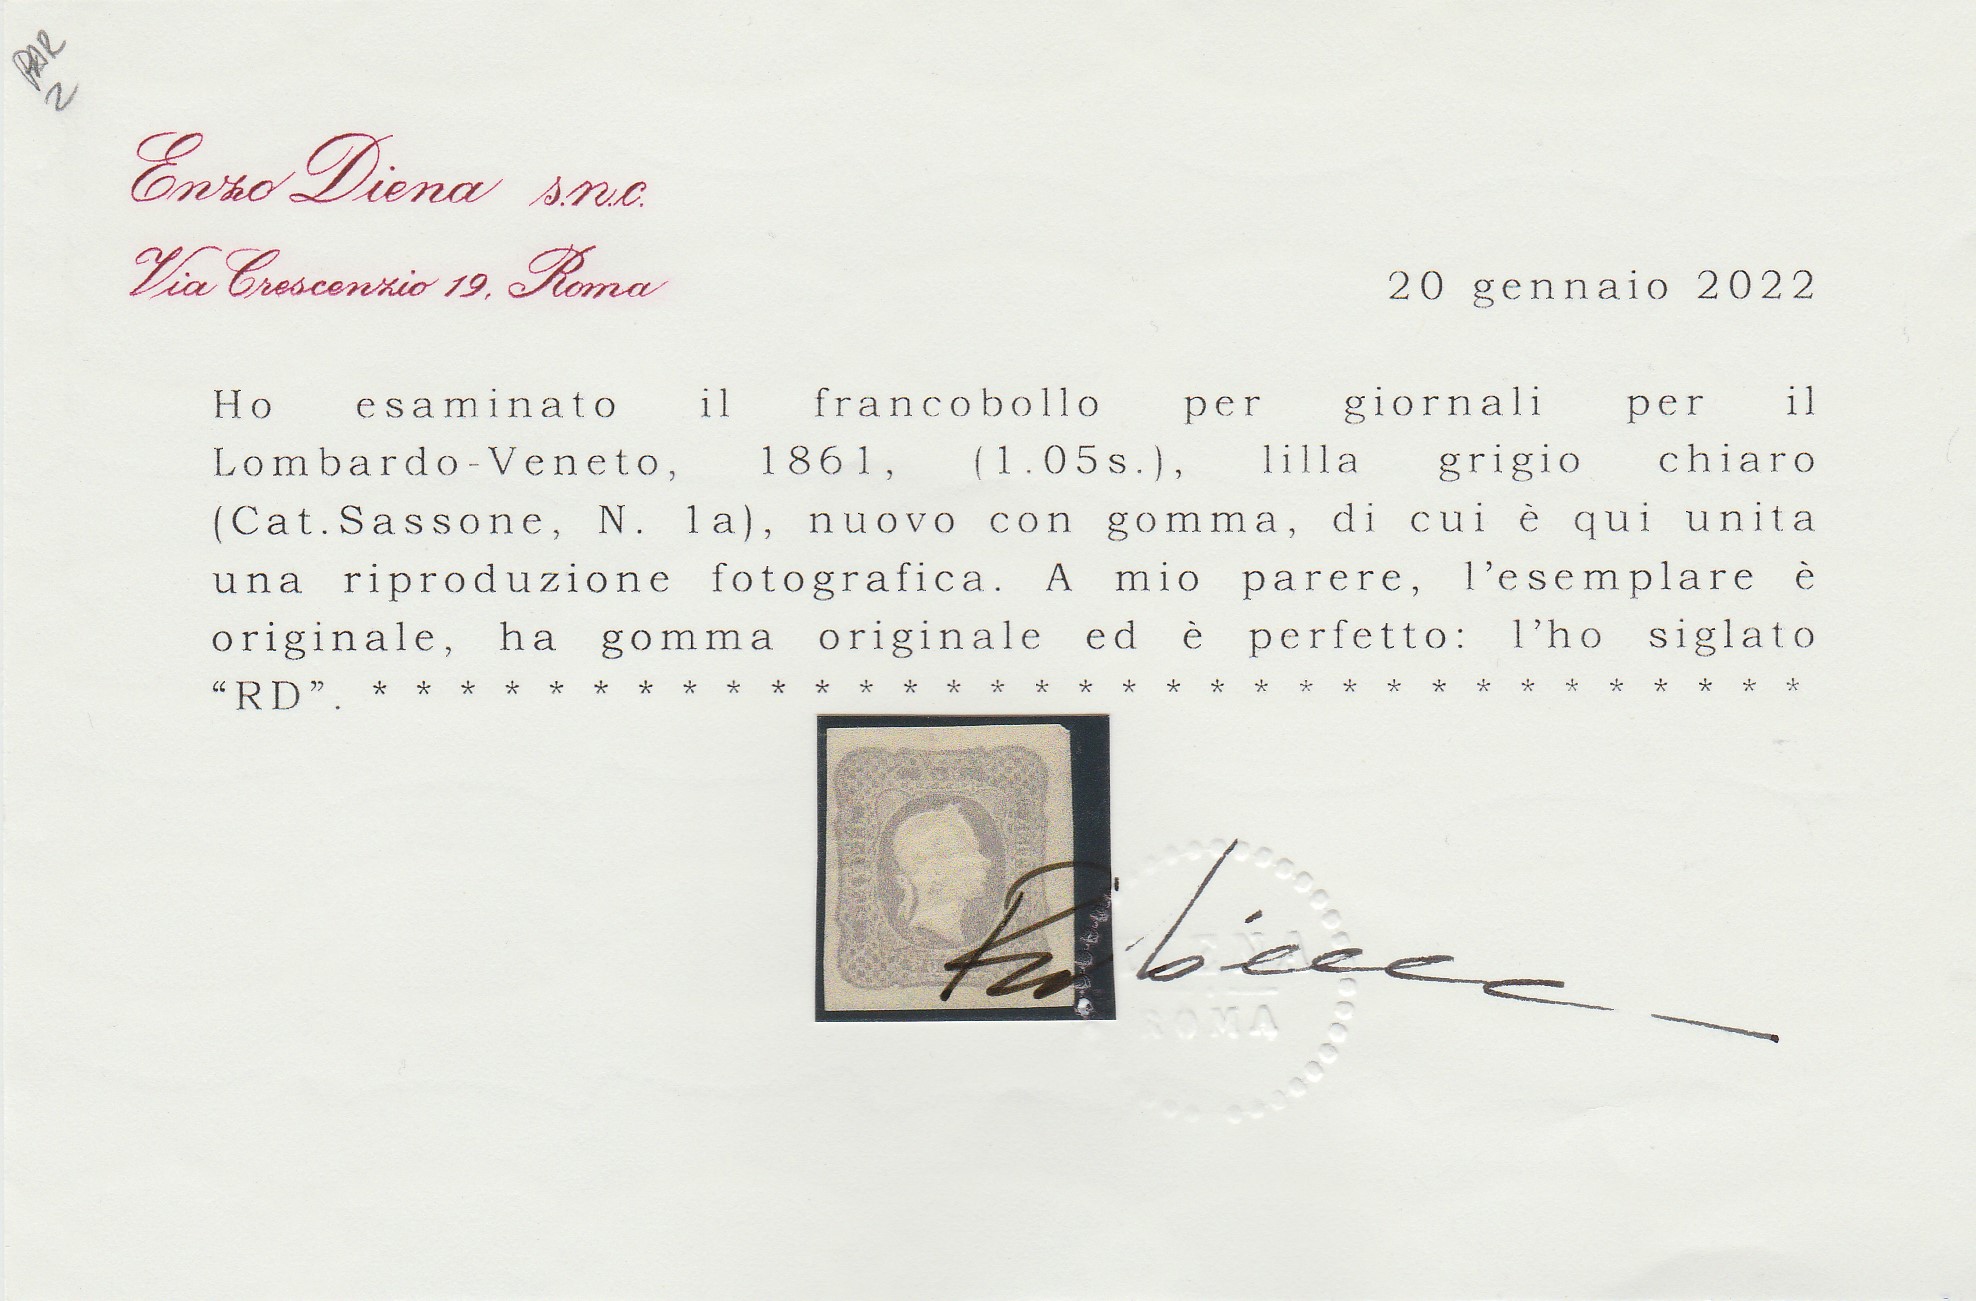 PAR
2
Enzo Diena s.n.c.
Via Crescenzio 19, Roma
20 gennaio 2022
Ho esaminato il francobollo per giornali per il
Lombardo-Veneto, 1861, (1.05s.), lilla grigio chiaro
(Cat.Sassone, N. 1a), nuovo con gomma, di cui è qui unita
una riproduzione fotografica. A mio parere, l'esemplare è
originale, ha gomma originale ed è perfetto: l'ho siglato
“RD”. * * * * * * * * * * * * * * * * * * * * * * * * * * * * * * * * *